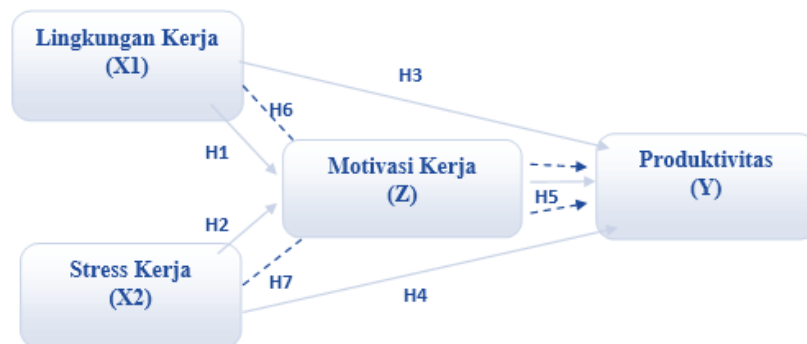 Lingkungan Kerja
(X1)
H3
H6
H1
Motivasi Kerja
(Z)
Produktivitas
(Y)
H5
H2
Stress Kerja
(X2)
H7
H4